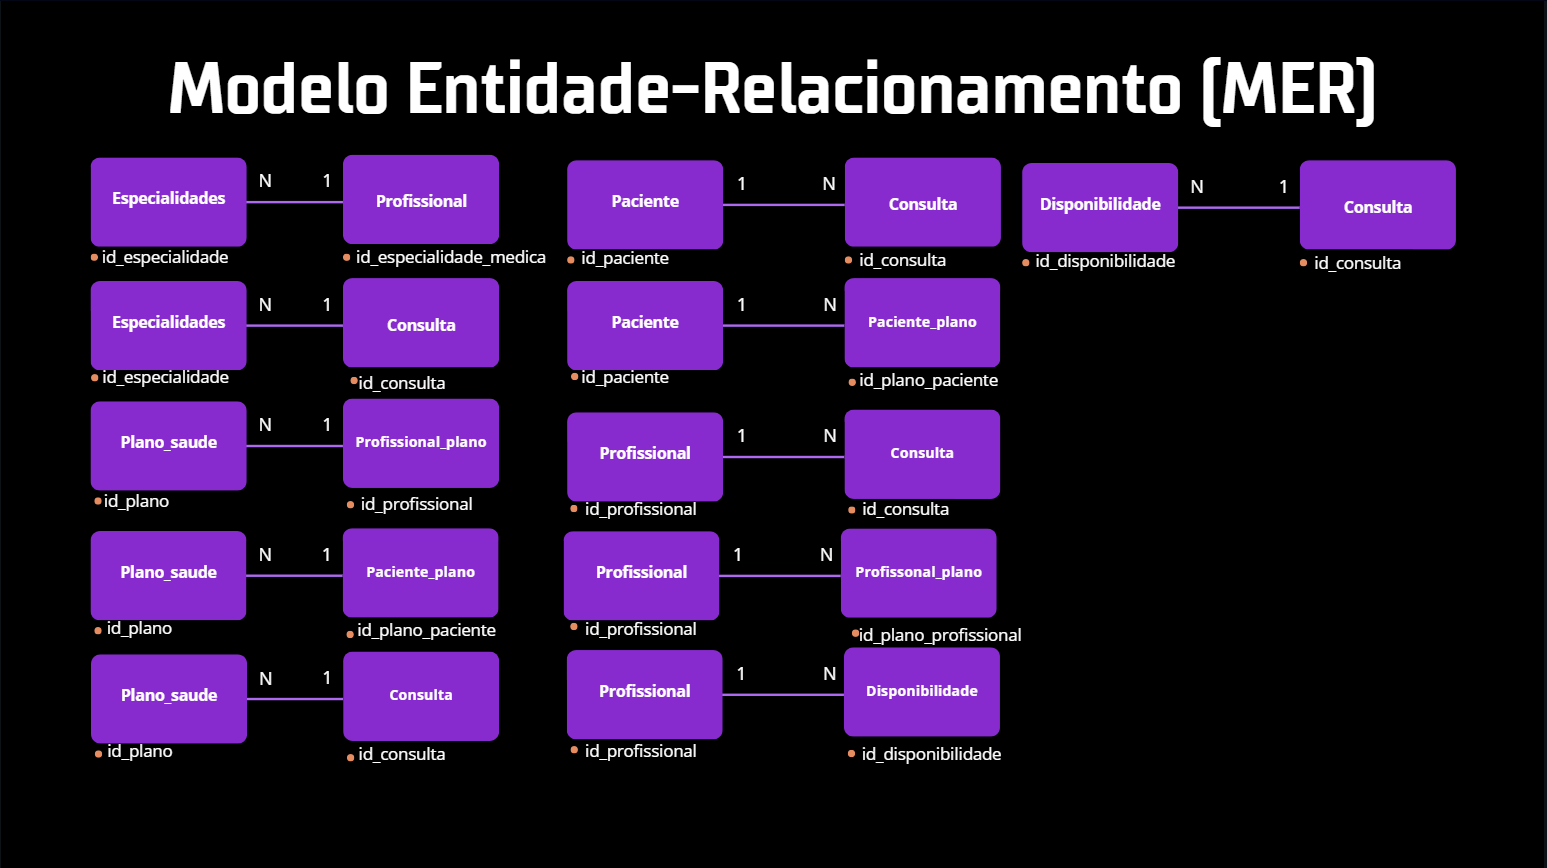 Modelo Entidade-Relacionamento (MER)
Especialidades N 1 Profissional
id_especialidade id_especialidade_medica
Especialidades N 1 Consulta
id_especialidade id_consulta
Plano_saude N 1 Profissional_plano
id_plano id_profissional
Plano_saude N 1 Paciente_plano
id_plano id_plano_paciente
Plano_saude N 1 Consulta
id_plano id_consulta
Paciente 1 N Consulta
id_paciente id_consulta
Paciente 1 N Paciente_plano
id_paciente id_plano_paciente
Profissional 1 N Consulta
id_profissional id_consulta
Profissional 1 N Profissonal_plano
id_profissional id_plano_profissional
Profissional 1 N Disponibilidade
id_profissional id_disponibilidade
Disponibilidade N 1 Consulta
id_disponibilidade id_consulta